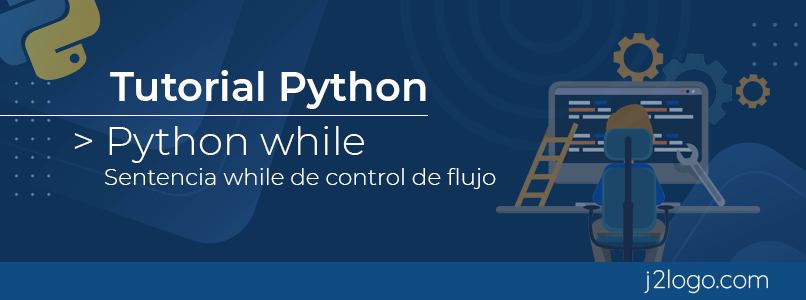 Tutorial Python
> Python while
Sentencia while de control de flujo
j2logo.com